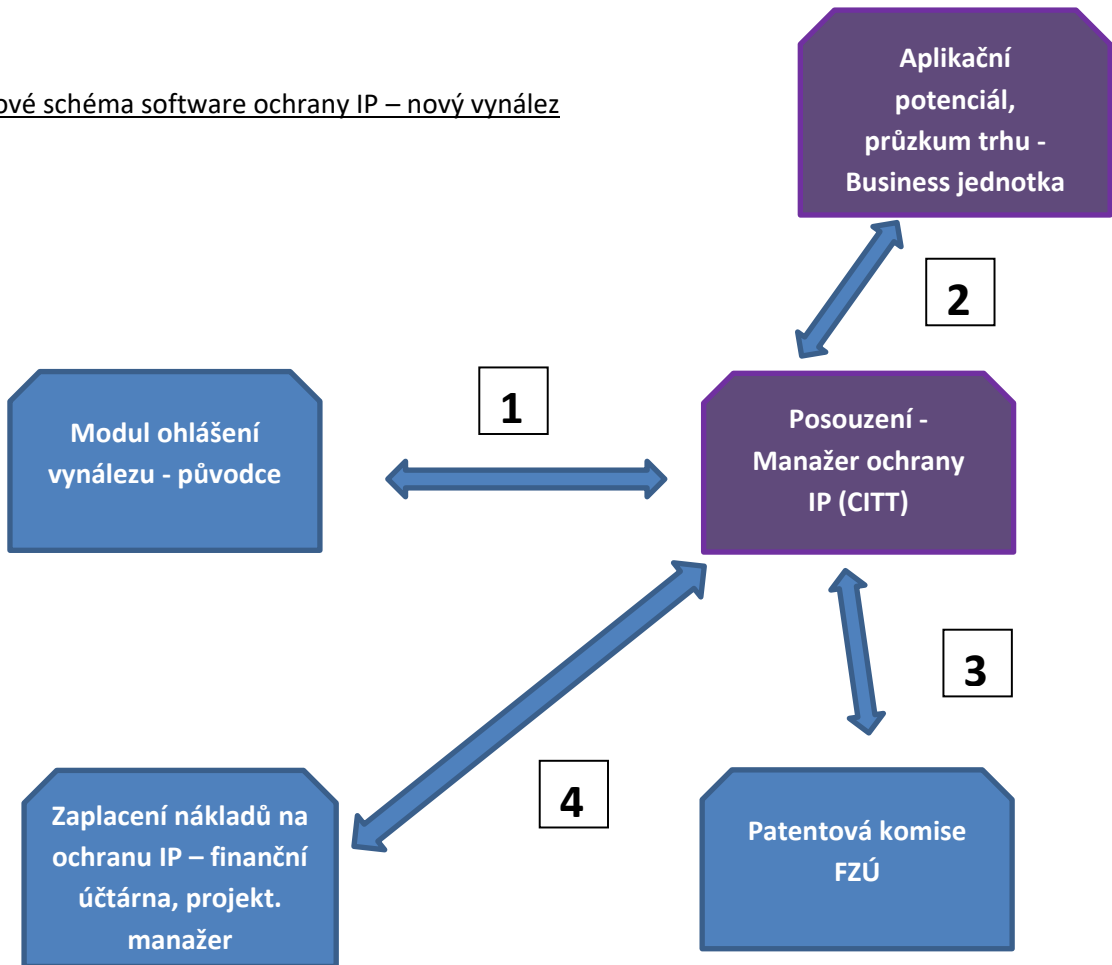 Aplikační
potenciál,
průzkum trhu -
Business jednotka
ové schéma software ochrany IP – nový vynález
2
1
Modul ohlášení
vynálezu - původce
Posouzení -
Manažer ochrany
IP (CITT)
3
4
Zaplacení nákladů na
ochranu IP – finanční
účtárna, projekt.
manažer
Patentová komise
FZÚ